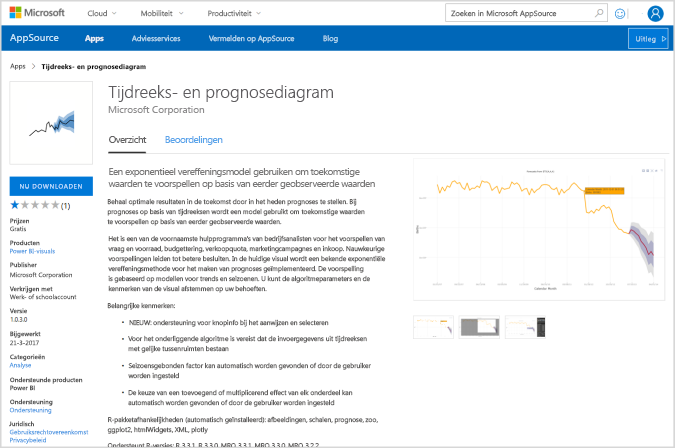 Microsoft
Cloud
Mobiliteit
Productiviteit
Zoeken in Microsoft AppSource
AppSource
Apps
Adviesservices
Vermelden op AppSource
Blog
Uitleg
Apps
Tijdreeks- en prognosediagram
Tijdreeks- en prognosediagram
Microsoft Corporation
Overzicht
Beoordelingen
NU DOWNLOADEN
(1)
Prijzen
Gratis
Producten
Power BI-visuals
Publisher
Microsoft Corporation
Verkrijgen met
Werk- of schoolaccount
Versie
1.0.3.0
Bijgewerkt
21-3-2017
Categorieën
Analyse
Ondersteunde producten
Power BI
Ondersteuning
Ondersteuning
Juridisch
Gebruiksrechtovereenkomst
Privacybeleid
Een exponentieel vereffeningsmodel gebruiken om toekomstige
waarden te voorspellen op basis van eerder geobserveerde waarden
Behaal optimale resultaten in de toekomst door in het heden prognoses te stellen. Bij
prognoses op basis van tijdreeksen wordt een model gebruikt om toekomstige waarden
te voorspellen op basis van eerder geobserveerde waarden.
Het is een van de voornaamste hulpprogramma's van bedrijfsanalisten voor het voorspellen van
vraag en voorraad, budgettering, verkoopquota, marketingcampagnes en inkoop. Nauwkeurige
voorspellingen leiden tot betere besluiten. In de huidige visual wordt een bekende exponentiële
vereffeningsmethode voor het maken van prognoses geïmplementeerd. De voorspelling
is gebaseerd op modellen voor trends en seizoenen. U kunt de algoritmeparameters en de
kenmerken van de visual afstemmen op uw behoeften.
Belangrijke kenmerken:
• NIEUW: ondersteuning voor knopinfo bij het aanwijzen en selecteren
• Voor het onderliggende algoritme is vereist dat de invoergegevens uit tijdreeksen
met gelijke tussenruimten bestaan
• Seizoensgebonden factor kan automatisch worden gevonden of door de gebruiker
worden ingesteld
• De keuze van een toevoegend of multiplicerend effect van elk onderdeel kan
automatisch worden gevonden of door de gebruiker worden ingesteld
R-pakketafhankelijkheden (automatisch geïnstalleerd): afbeeldingen, schalen, prognose, zoo,
ggplot2, htmlWidgets, XML, plotly
Ondersteunt R-versies: R 3.3.1, R 3.3.0, MRO 3.3.1, MRO 3.3.0, MRO 3.2.2